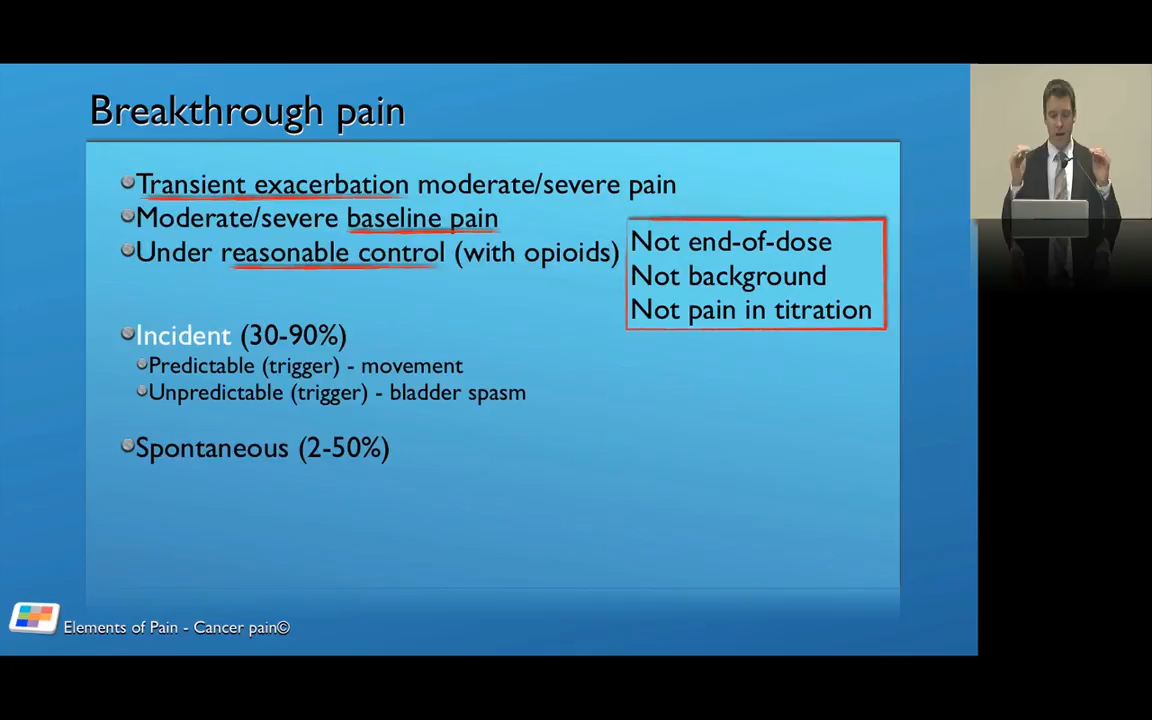 Breakthrough pain
Transient exacerbation moderate/severe pain
Moderate/severe baseline pain
Under reasonable control (with opioids)
Not end-of-dose
Not background
Not pain in titration
Incident (30-90%)
Predictable (trigger) - movement
Unpredictable (trigger) - bladder spasm
Spontaneous (2-50%)
Elements of Pain - Cancer pain©